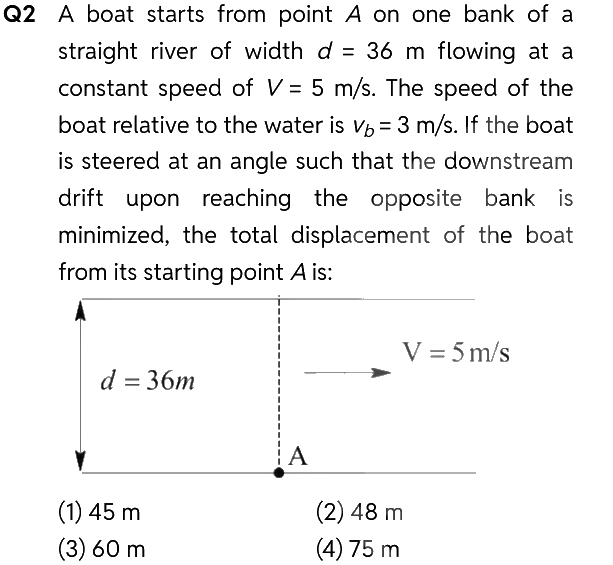 Q2 A boat starts from point A on one bank of a
straight river of width d = 36 m flowing at a
constant speed of V = 5 m/s. The speed of the
boat relative to the water is v_b = 3 m/s. If the boat
is steered at an angle such that the downstream
drift upon reaching the opposite bank is
minimized, the total displacement of the boat
from its starting point A is:
V = 5 m/s
d = 36m
A
(1) 45 m (2) 48 m
(3) 60 m (4) 75 m